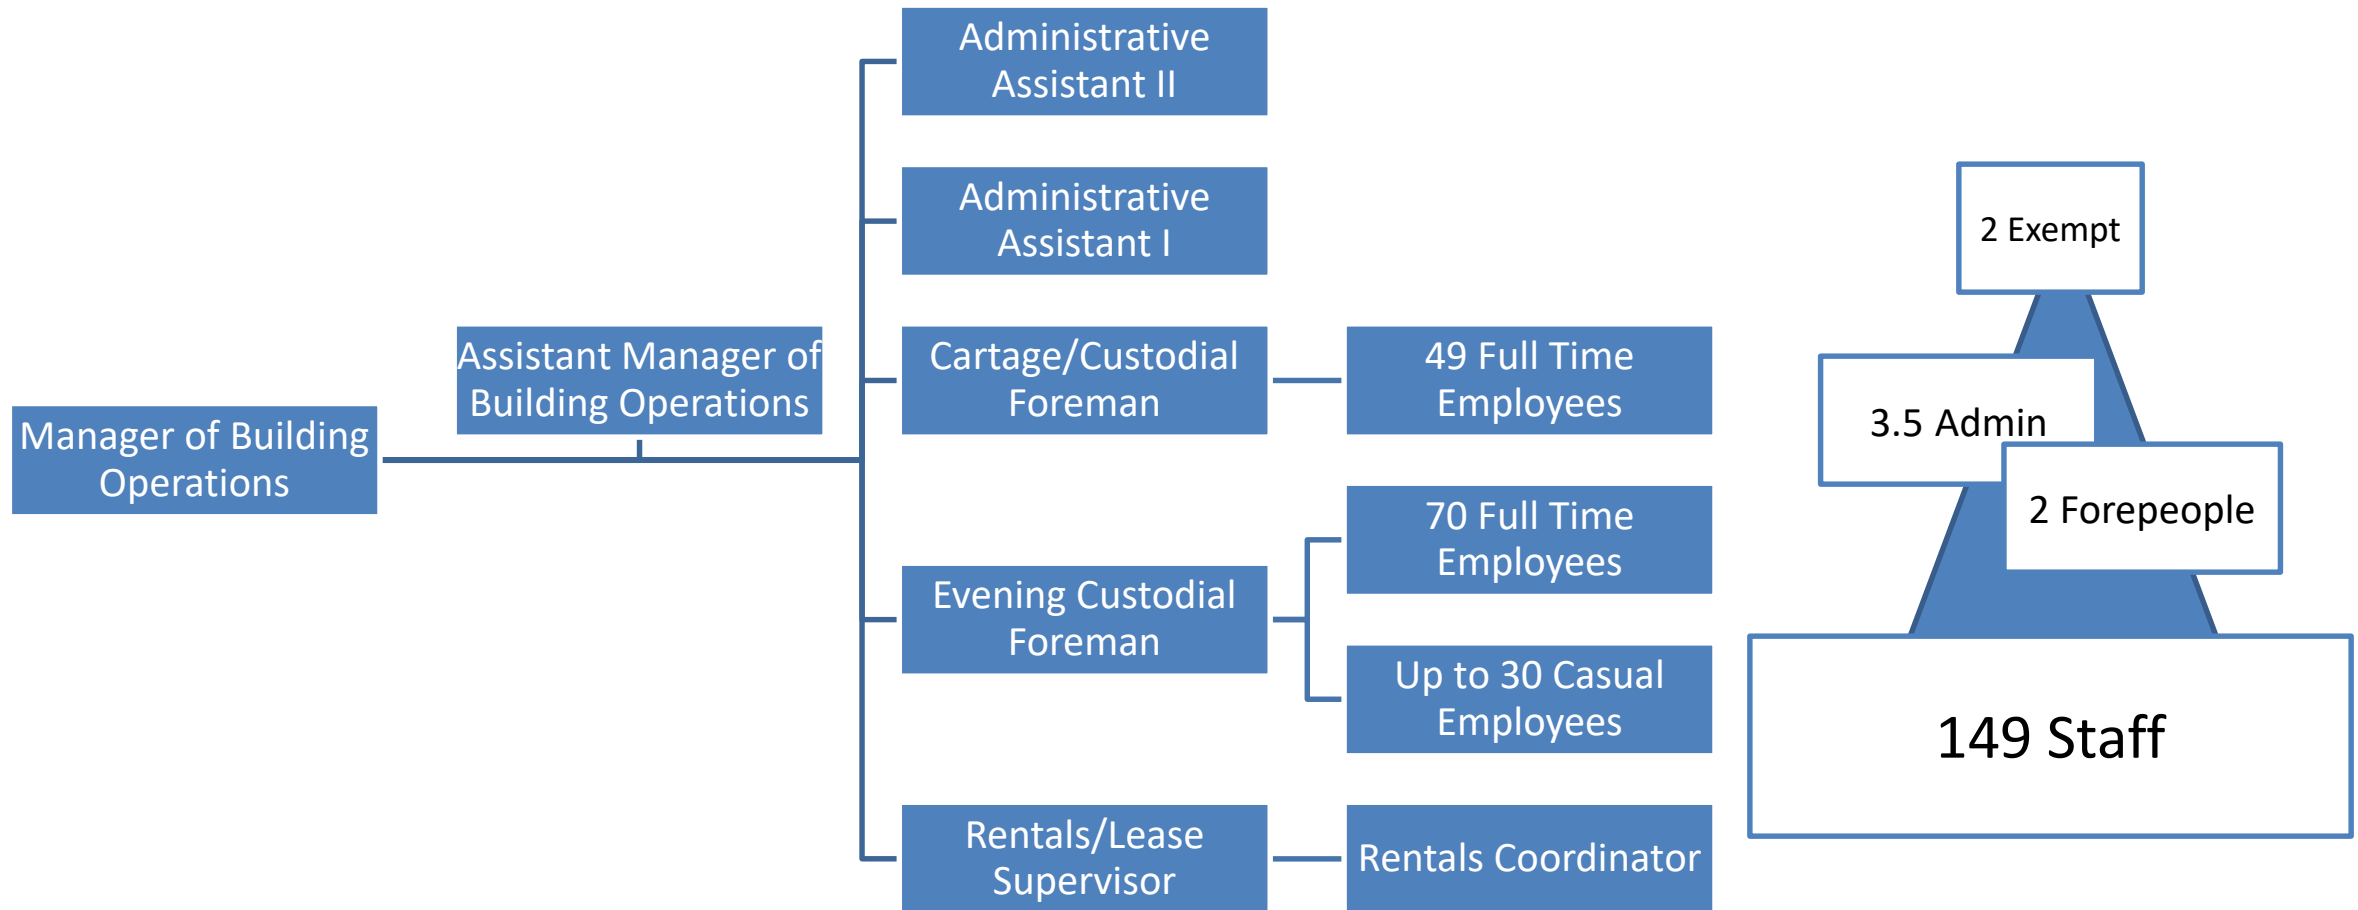 Manager of Building
Operations
Assistant Manager of
Building Operations
Administrative
Assistant II
Administrative
Assistant I
Cartage/Custodial
Foreman
Evening Custodial
Foreman
Rentals/Lease
Supervisor
49 Full Time
Employees
70 Full Time
Employees
Up to 30 Casual
Employees
Rentals Coordinator
2 Exempt
3.5 Admin
2 Forepeople
149 Staff